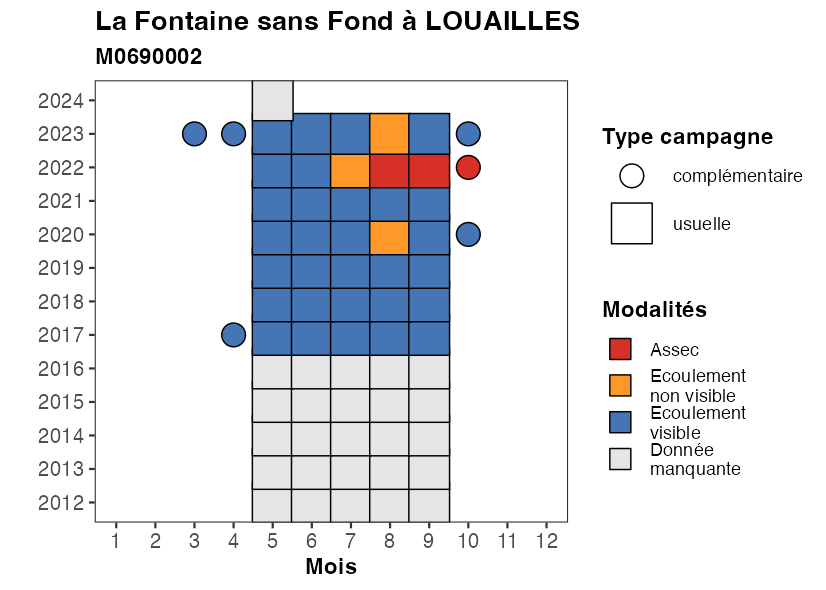 La Fontaine sans Fond à LOUAILLES
M0690002
2024
2023
2022
2021
2020
2019
2018
2017
2016
2015
2014
2013
2012
1 2 3 4 5 6 7 8 9 10 11 12
Mois
Type campagne
complémentaire
usuelle
Modalités
Assec
Ecoulement
non visible
Ecoulement
visible
Donnée
manquante